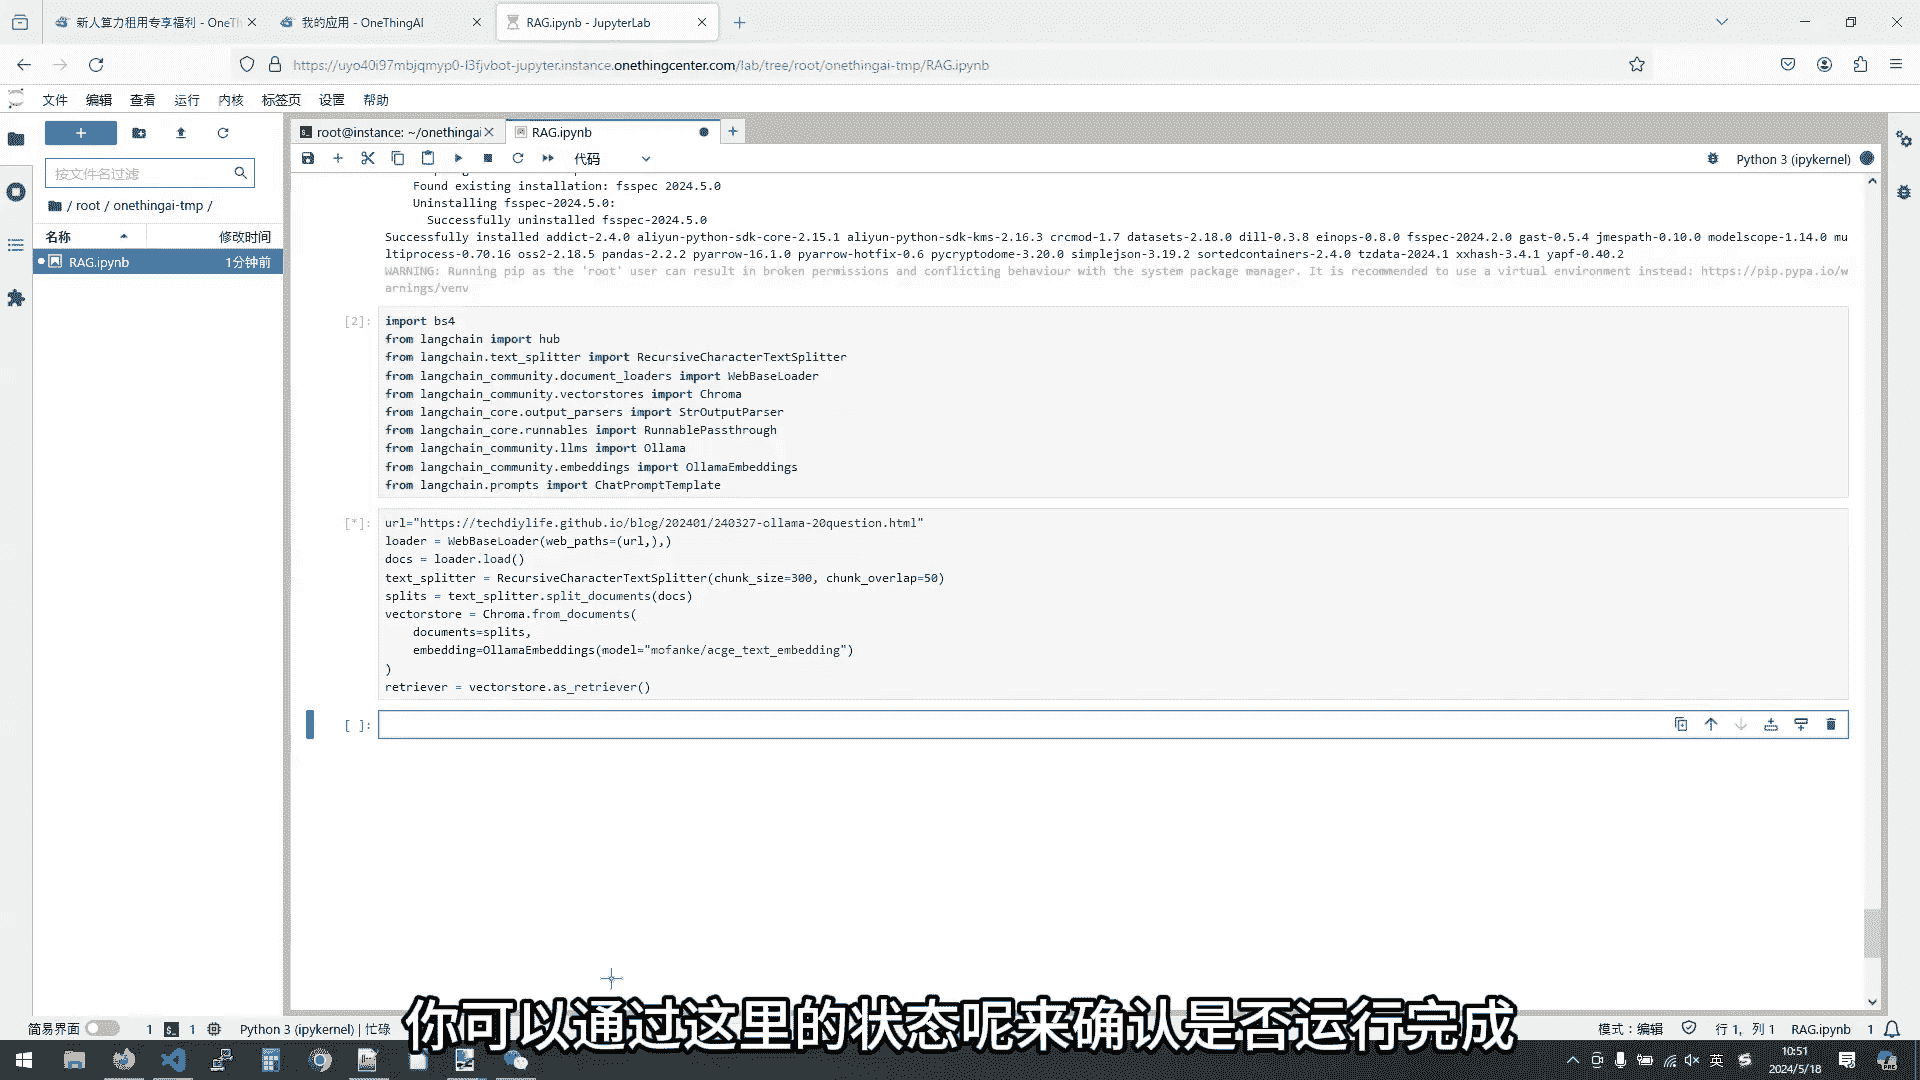 新人算力租用专享福利 - OneTh
我的应用 - OneThingAI
RAG.ipynb - JupyterLab
https://uyo40i97mbjqmyp0-l3fjvbot-jupyter.instance.onethingcenter.com/lab/tree/root/onethingai-tmp/RAG.ipynb
文件 编辑 查看 运行 内核 标签页 设置 帮助
root@instance: ~/onethingai
RAG.ipynb
代码
Python 3 (ipykernel)
按文件名过滤
/ root / onethingai-tmp /
名称 修改时间
RAG.ipynb 1分钟前
Found existing installation: fsspec 2024.5.0
Uninstalling fsspec-2024.5.0:
Successfully uninstalled fsspec-2024.5.0
Successfully installed addict-2.4.0 aliyun-python-sdk-core-2.15.1 aliyun-python-sdk-kms-2.16.3 crcmod-1.7 datasets-2.18.0 dill-0.3.8 einops-0.8.0 fsspec-2024.2.0 gast-0.5.4 jmespath-0.10.0 modelscope-1.14.0 mu
ltiprocess-0.70.16 oss2-2.18.5 pandas-2.2.2 pyarrow-16.1.0 pyarrow-hotfix-0.6 pycryptodome-3.20.0 simplejson-3.19.2 sortedcontainers-2.4.0 tzdata-2024.1 xxhash-3.4.1 yapf-0.40.2
WARNING: Running pip as the 'root' user can result in broken permissions and conflicting behaviour with the system package manager. It is recommended to use a virtual environment instead: https://pip.pypa.io/w
arnings/venv
[2]:
import bs4
from langchain import hub
from langchain.text_splitter import RecursiveCharacterTextSplitter
from langchain_community.document_loaders import WebBaseLoader
from langchain_community.vectorstores import Chroma
from langchain_core.output_parsers import StrOutputParser
from langchain_core.runnables import RunnablePassthrough
from langchain_community.llms import Ollama
from langchain_community.embeddings import OllamaEmbeddings
from langchain.prompts import ChatPromptTemplate
[*]:
url="https://techdiylife.github.io/blog/202401/240327-ollama-20question.html"
loader = WebBaseLoader(web_paths=(url,),)
docs = loader.load()
text_splitter = RecursiveCharacterTextSplitter(chunk_size=300, chunk_overlap=50)
splits = text_splitter.split_documents(docs)
vectorstore = Chroma.from_documents(
documents=splits,
embedding=OllamaEmbeddings(model="mofanke/acge_text_embedding")
)
retriever = vectorstore.as_retriever()
[ ]:
你可以通过这里的状态呢来确认是否运行完成
简易界面 1 1 Python 3 (ipykernel) | 忙碌
模式：编辑 行 1, 列 1 RAG.ipynb 1
英
10:51
2024/5/18